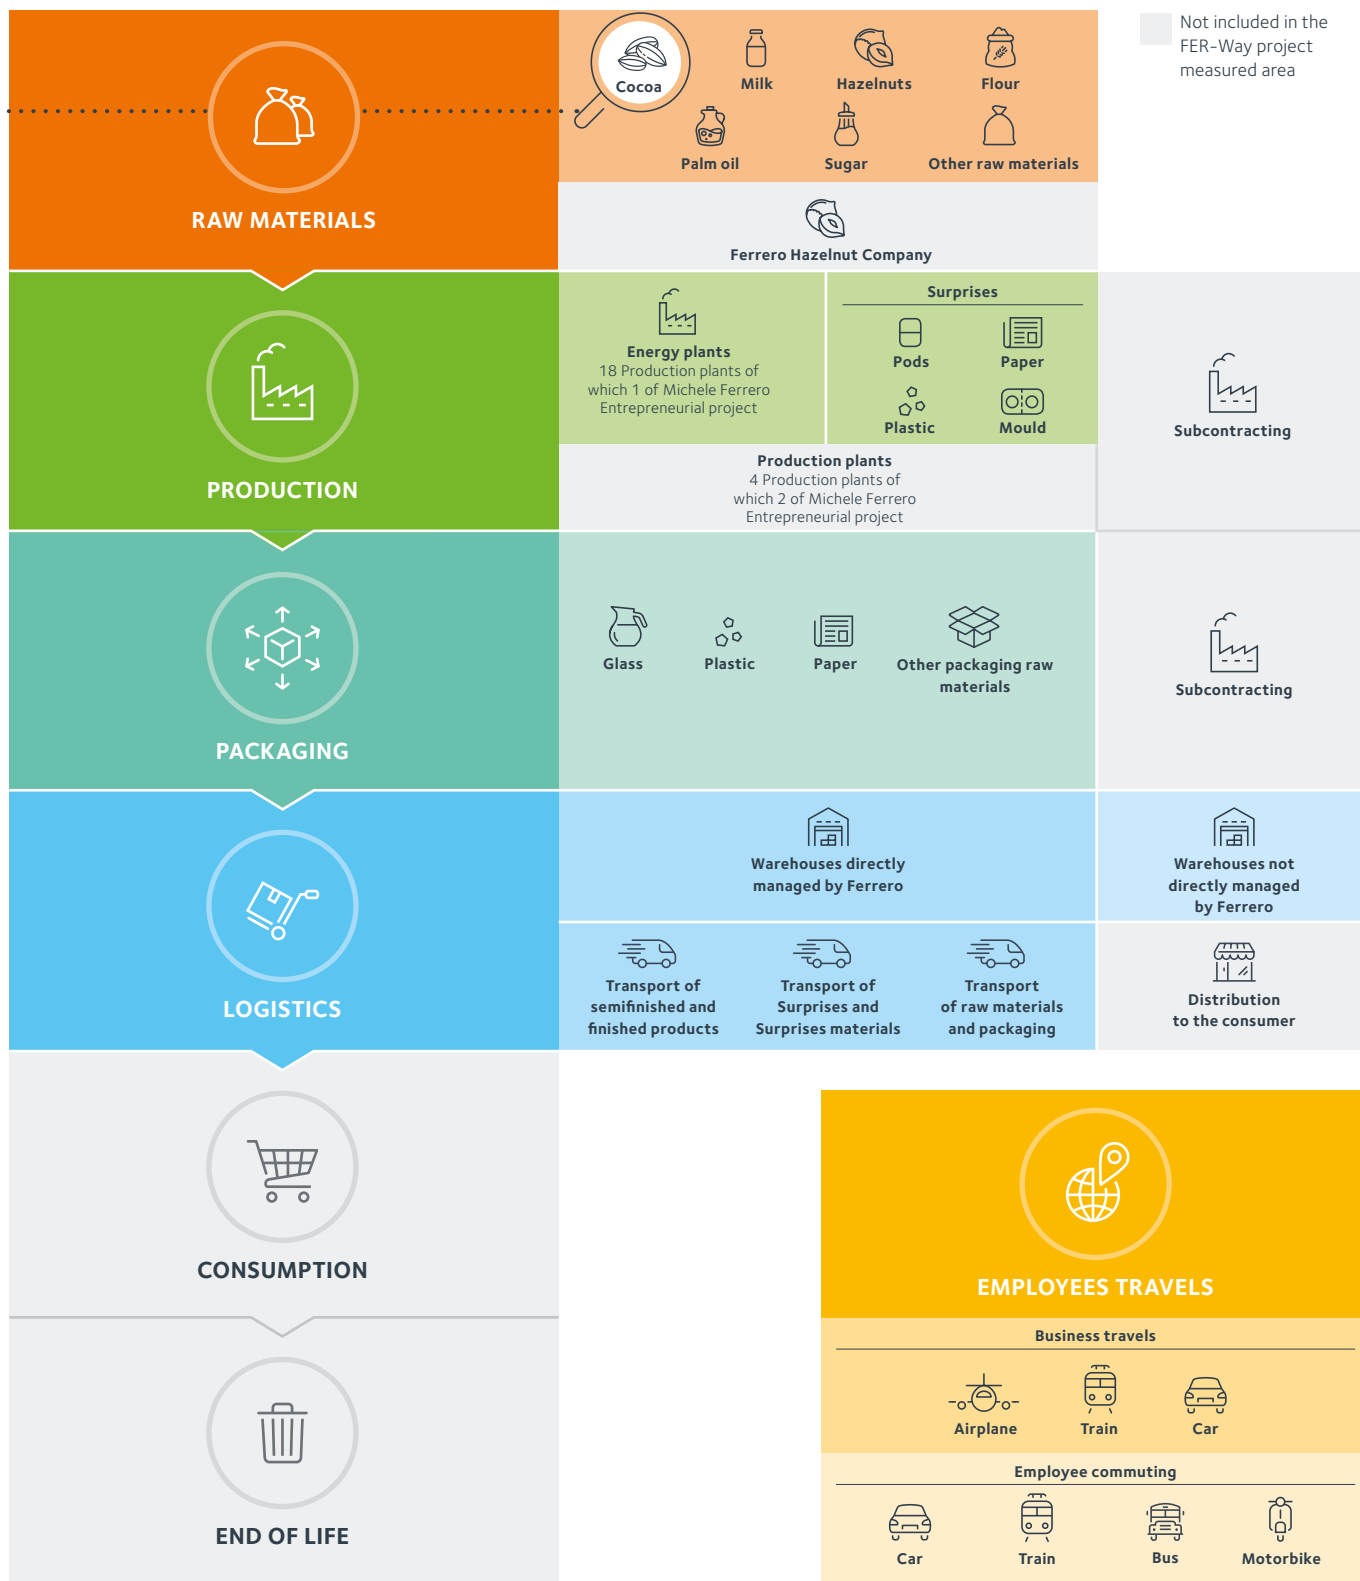 Not included in the
FER-Way project
measured area
Cocoa
Milk
Hazelnuts
Flour
Palm oil
Sugar
Other raw materials
RAW MATERIALS
Ferrero Hazelnut Company
Energy plants
18 Production plants of
which 1 of Michele Ferrero
Entrepreneurial project
Surprises
Pods
Paper
Plastic
Mould
Subcontracting
PRODUCTION
Production plants
4 Production plants of
which 2 of Michele Ferrero
Entrepreneurial project
Glass
Plastic
Paper
Other packaging raw
materials
Subcontracting
PACKAGING
Warehouses directly
managed by Ferrero
Warehouses not
directly managed
by Ferrero
LOGISTICS
Transport of
semifinished and
finished products
Transport of
Surprises and
Surprises materials
Transport
of raw materials
and packaging
Distribution
to the consumer
CONSUMPTION
EMPLOYEES TRAVELS
Business travels
Airplane
Train
Car
Employee commuting
Car
Train
Bus
Motorbike
END OF LIFE